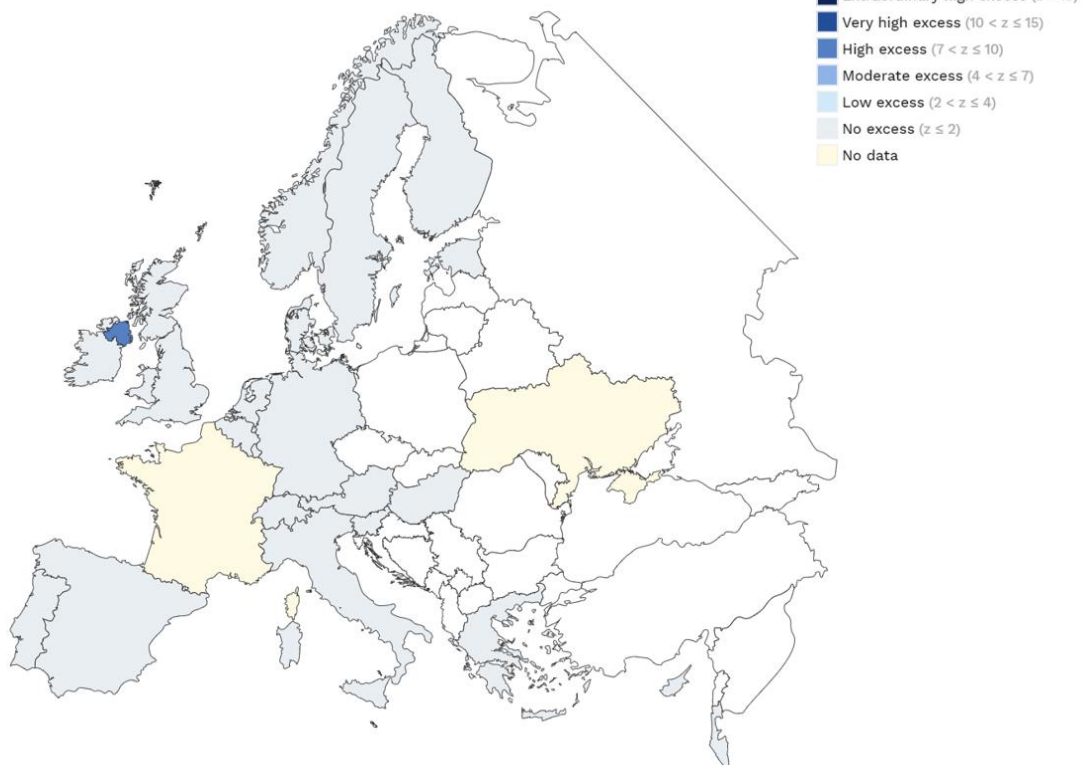 Very high excess (10 < z ≤ 15)
High excess (7 < z ≤ 10)
Moderate excess (4 < z ≤ 7)
Low excess (2 < z ≤ 4)
No excess (z ≤ 2)
No data